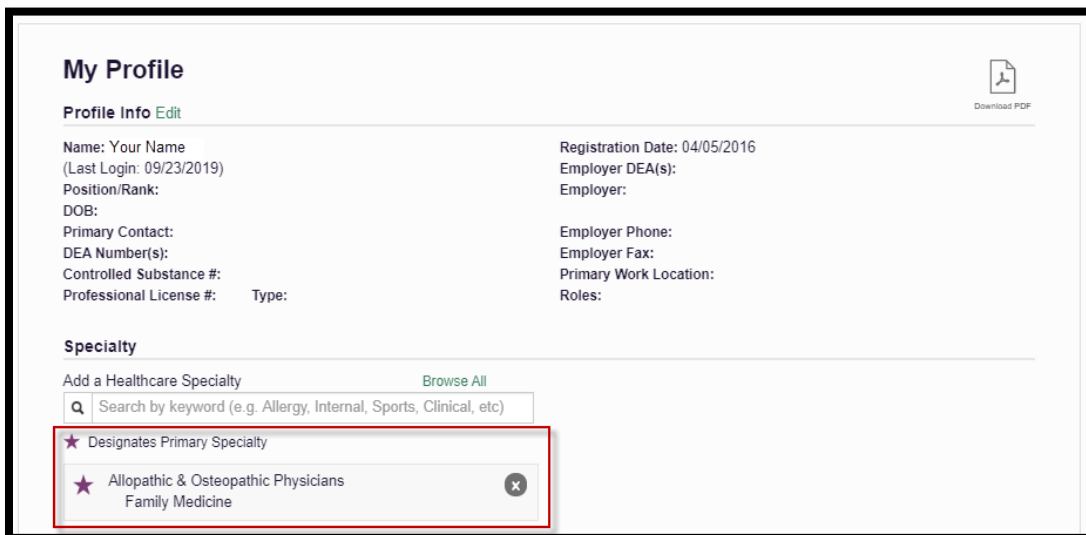 My Profile
Download PDF
Profile Info Edit
Name: Your Name
(Last Login: 09/23/2019)
Position/Rank:
DOB:
Primary Contact:
DEA Number(s):
Controlled Substance #:
Professional License #: Type:
Registration Date: 04/05/2016
Employer DEA(s):
Employer:
Employer Phone:
Employer Fax:
Primary Work Location:
Roles:
Specialty
Add a Healthcare Specialty Browse All
Search by keyword (e.g. Allergy, Internal, Sports, Clinical, etc)
Designates Primary Specialty
Allopathic & Osteopathic Physicians
Family Medicine